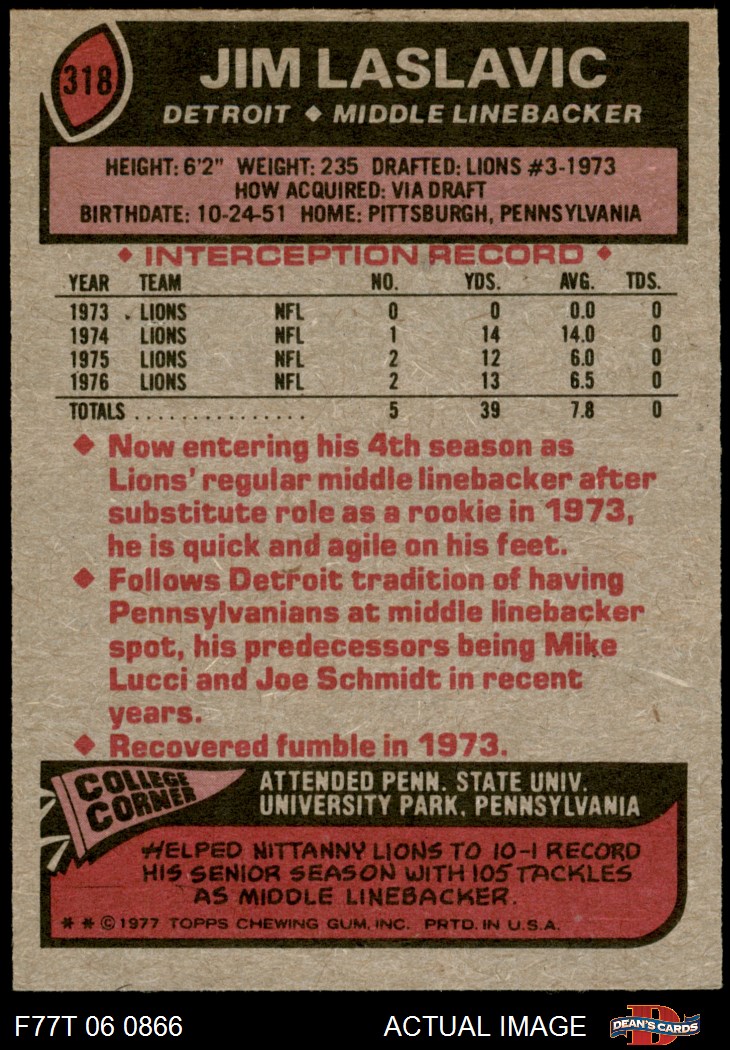 318
JIM LASLAVIC
DETROIT ◆ MIDDLE LINEBACKER
HEIGHT: 6'2" WEIGHT: 235 DRAFTED: LIONS #3-1973
HOW ACQUIRED: VIA DRAFT
BIRTHDATE: 10-24-51 HOME: PITTSBURGH, PENNSYLVANIA
◆ INTERCEPTION RECORD ◆
YEAR TEAM NO. YDS. AVG. TDS.
1973 LIONS NFL 0 0 0.0 0
1974 LIONS NFL 1 14 14.0 0
1975 LIONS NFL 2 12 6.0 0
1976 LIONS NFL 2 13 6.5 0
TOTALS ............... 5 39 7.8 0
◆ Now entering his 4th season as
Lions' regular middle linebacker after
substitute role as a rookie in 1973,
he is quick and agile on his feet.
◆ Follows Detroit tradition of having
Pennsylvanians at middle linebacker
spot, his predecessors being Mike
Lucci and Joe Schmidt in recent
years.
◆ Recovered fumble in 1973.
COLLEGE
CORNER
ATTENDED PENN. STATE UNIV.
UNIVERSITY PARK, PENNSYLVANIA
HELPED NITTANNY LIONS TO 10-1 RECORD
HIS SENIOR SEASON WITH 105 TACKLES
AS MIDDLE LINEBACKER.
* * © 1977 TOPPS CHEWING GUM, INC. PRTD. IN U.S.A.
F77T 06 0866 ACTUAL IMAGE
DEAN'S CARDS